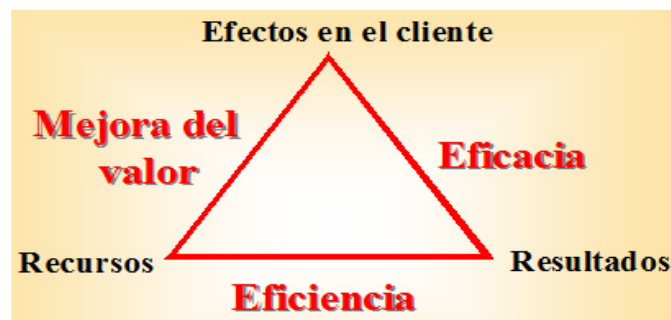 Efectos en el cliente
Mejora del
valor
Eficacia
Recursos
Resultados
Eficiencia